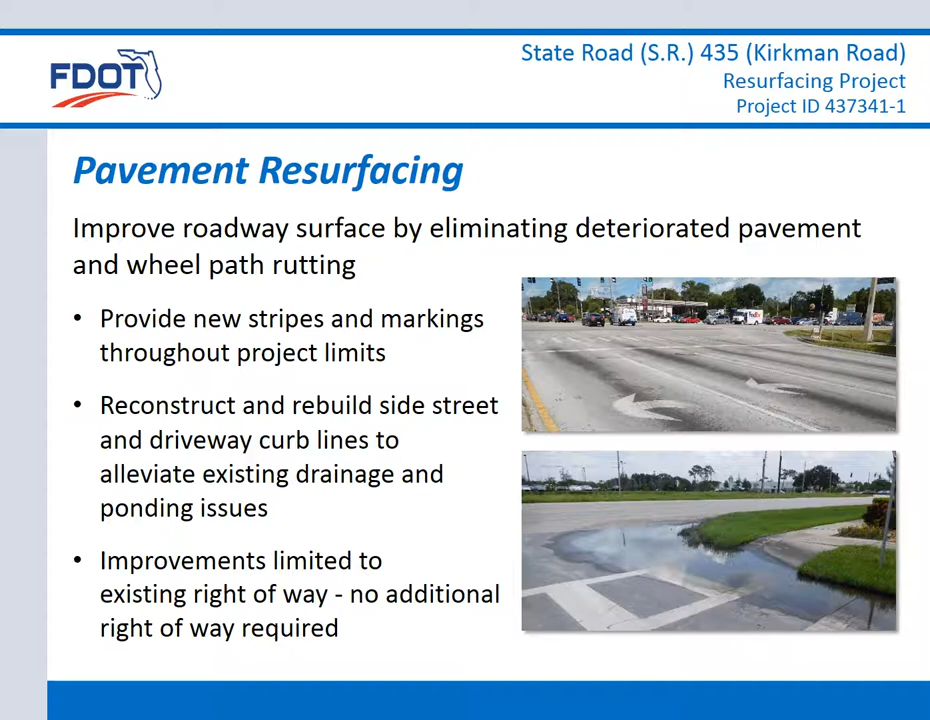 FDOT
State Road (S.R.) 435 (Kirkman Road)
Resurfacing Project
Project ID 437341-1
Pavement Resurfacing
Improve roadway surface by eliminating deteriorated pavement
and wheel path rutting
• Provide new stripes and markings
throughout project limits
• Reconstruct and rebuild side street
and driveway curb lines to
alleviate existing drainage and
ponding issues
• Improvements limited to
existing right of way - no additional
right of way required
FedEx